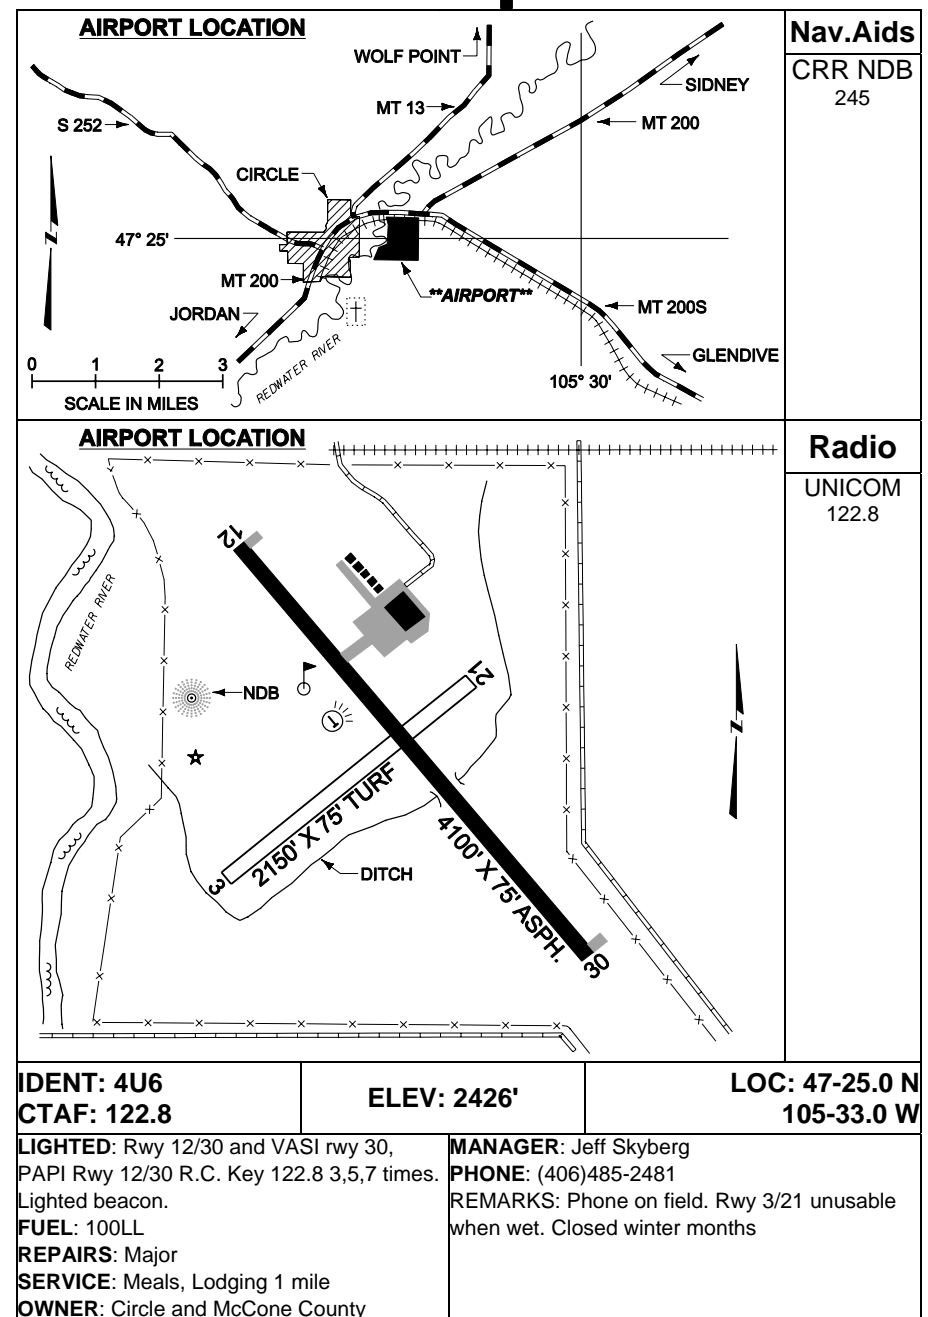 AIRPORT LOCATION
Nav.Aids
CRR NDB
245
WOLF POINT
SIDNEY
MT 13
S 252
MT 200
CIRCLE
47° 25'
MT 200
**AIRPORT**
MT 200S
JORDAN
GLENDIVE
REDWATER RIVER
105° 30'
N
0 1 2 3
SCALE IN MILES
AIRPORT LOCATION
Radio
UNICOM
122.8
12
REDWATER RIVER
21
NDB
N
2150' X 75' TURF
4100' X 75' ASPH.
DITCH
3
30
IDENT: 4U6
CTAF: 122.8
ELEV: 2426'
LOC: 47-25.0 N
105-33.0 W
LIGHTED: Rwy 12/30 and VASI rwy 30,
PAPI Rwy 12/30 R.C. Key 122.8 3,5,7 times.
Lighted beacon.
FUEL: 100LL
REPAIRS: Major
SERVICE: Meals, Lodging 1 mile
OWNER: Circle and McCone County
MANAGER: Jeff Skyberg
PHONE: (406)485-2481
REMARKS: Phone on field. Rwy 3/21 unusable
when wet. Closed winter months